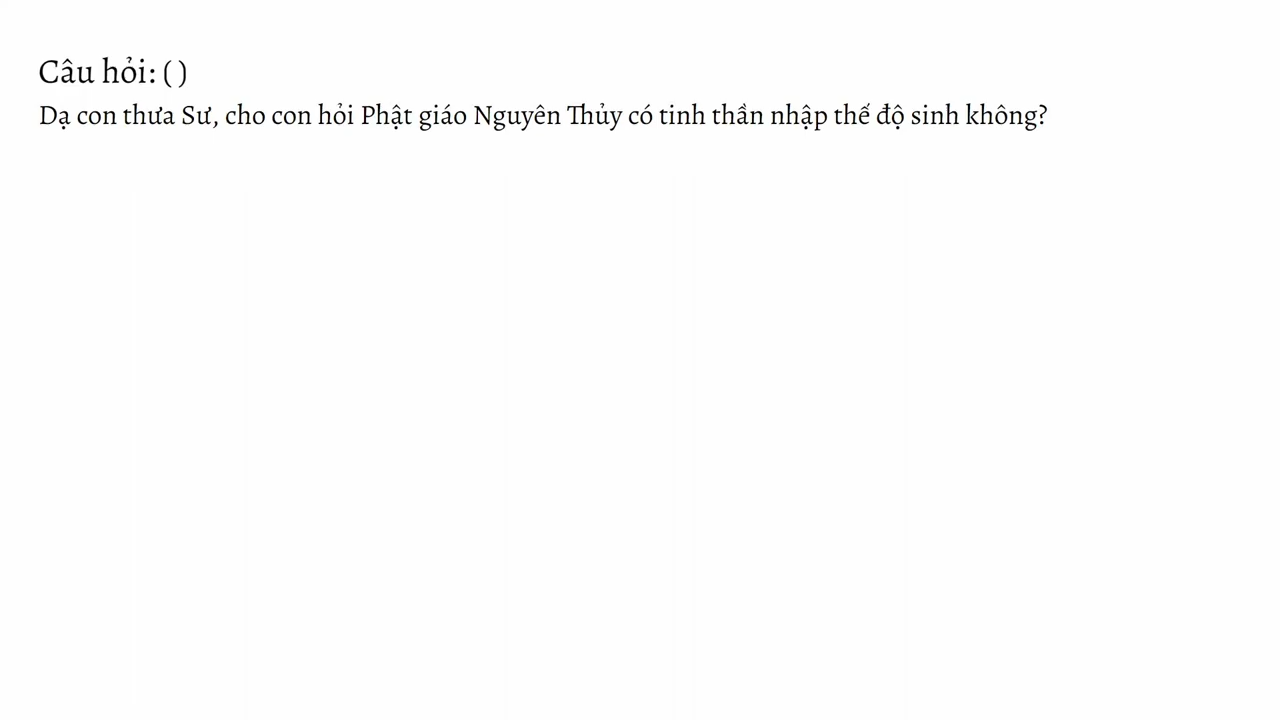 Câu hỏi: ( )
Dạ con thưa Sư, cho con hỏi Phật giáo Nguyên Thủy có tinh thần nhập thế độ sinh không?